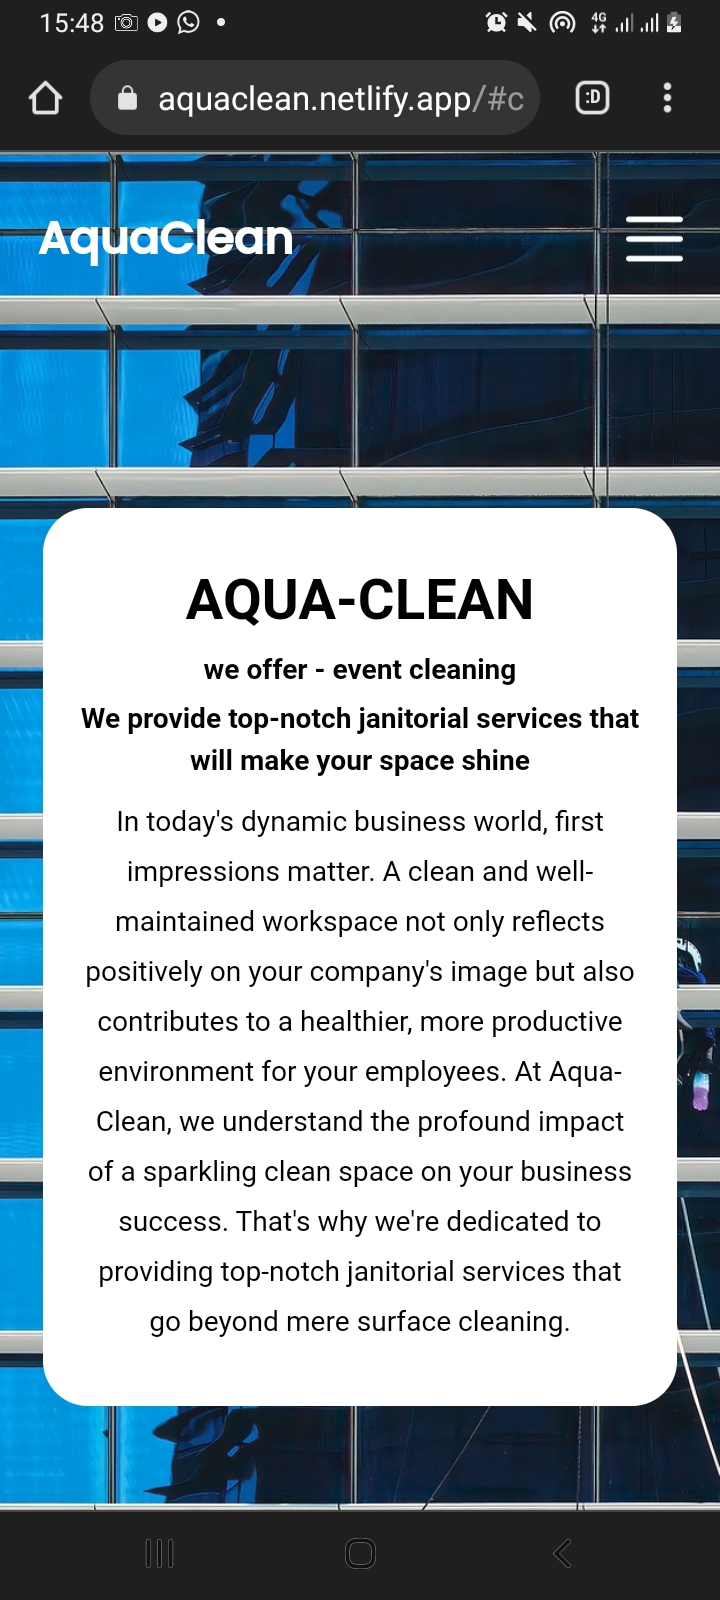 15:48
4G
aquaclean.netlify.app/#c
:D
AquaClean
AQUA-CLEAN
we offer - event cleaning
We provide top-notch janitorial services that
will make your space shine
In today's dynamic business world, first
impressions matter. A clean and well-
maintained workspace not only reflects
positively on your company's image but also
contributes to a healthier, more productive
environment for your employees. At Aqua-
Clean, we understand the profound impact
of a sparkling clean space on your business
success. That's why we're dedicated to
providing top-notch janitorial services that
go beyond mere surface cleaning.